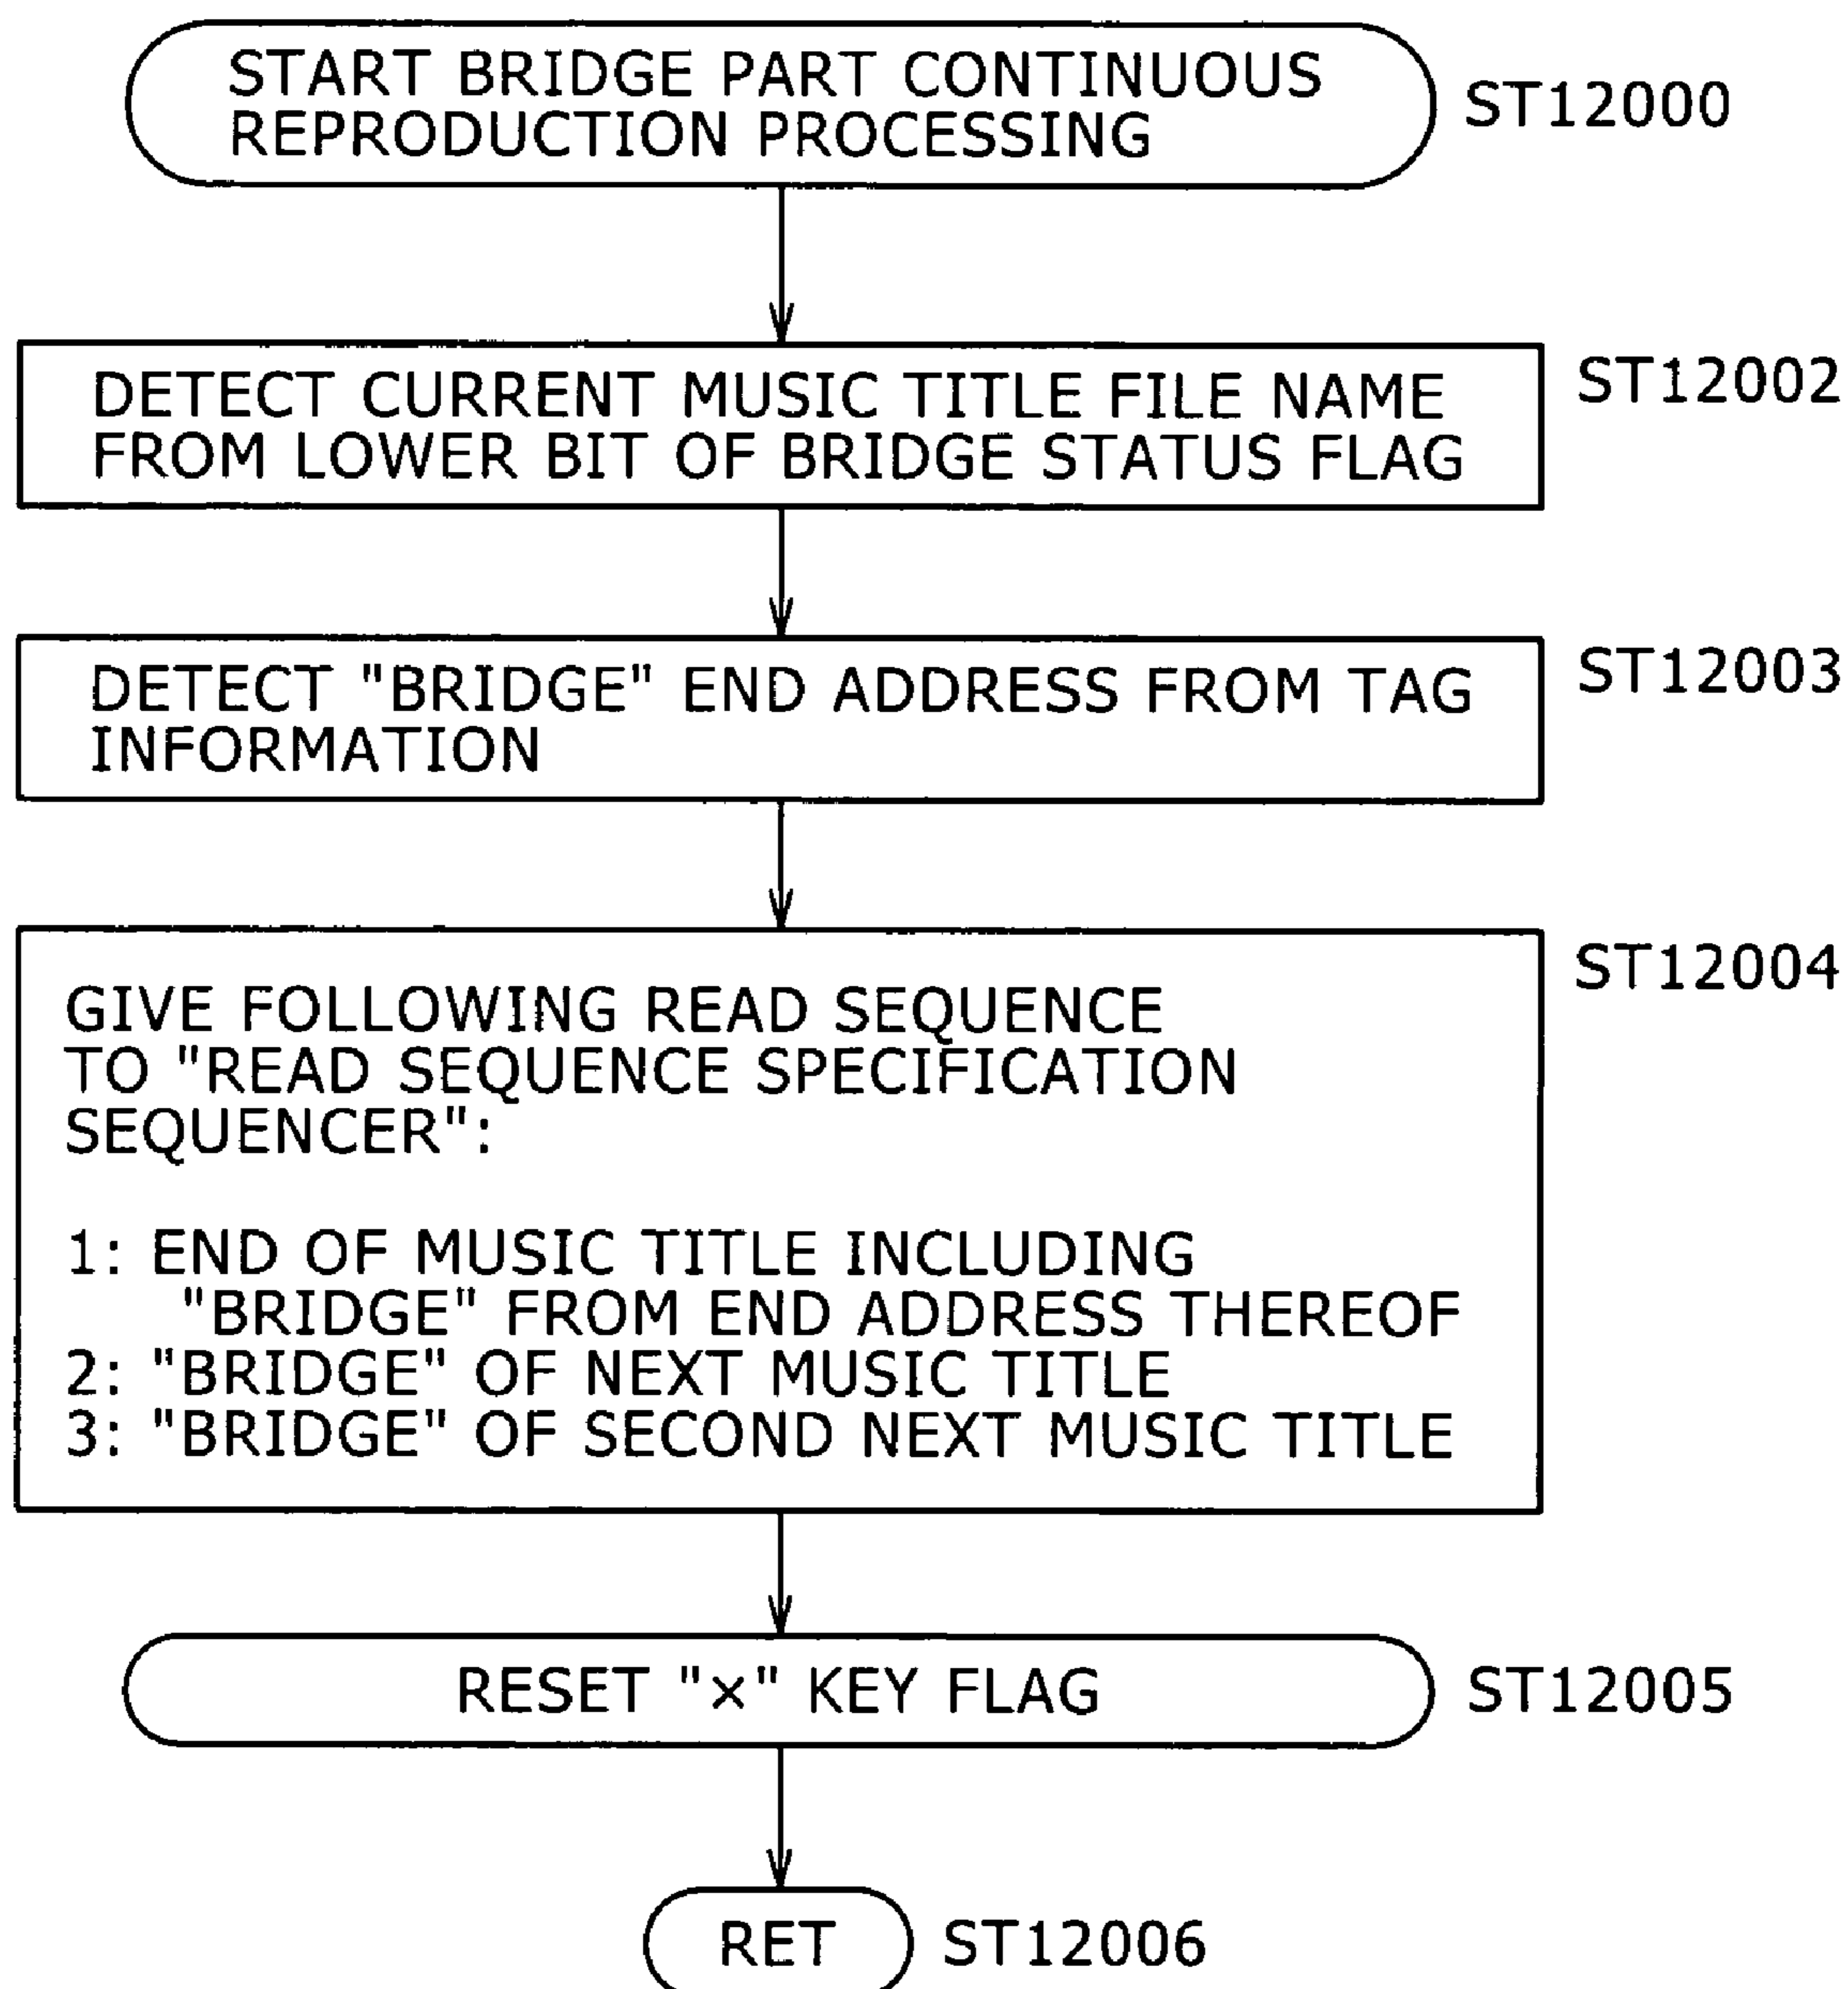 START BRIDGE PART CONTINUOUS
REPRODUCTION PROCESSING
ST12000
DETECT CURRENT MUSIC TITLE FILE NAME
FROM LOWER BIT OF BRIDGE STATUS FLAG
ST12002
DETECT "BRIDGE" END ADDRESS FROM TAG
INFORMATION
ST12003
GIVE FOLLOWING READ SEQUENCE
TO "READ SEQUENCE SPECIFICATION
SEQUENCER":
1: END OF MUSIC TITLE INCLUDING
"BRIDGE" FROM END ADDRESS THEREOF
2: "BRIDGE" OF NEXT MUSIC TITLE
3: "BRIDGE" OF SECOND NEXT MUSIC TITLE
ST12004
RESET "×" KEY FLAG
ST12005
RET
ST12006